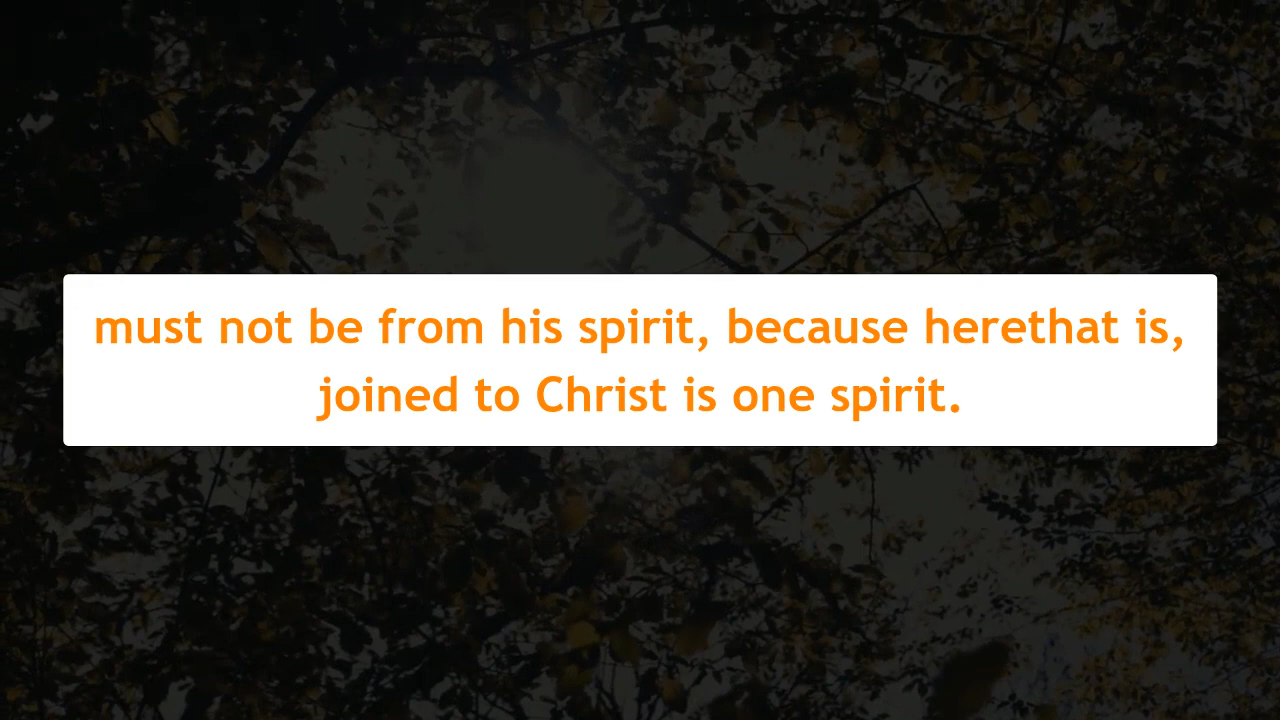 must not be from his spirit, because herethat is,
joined to Christ is one spirit.